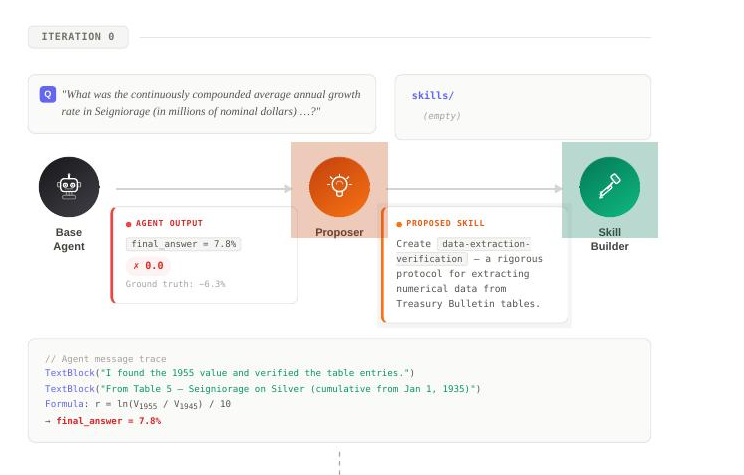 ITERATION 0
Q "What was the continuously compounded average annual growth
rate in Seigniorage (in millions of nominal dollars) …?"
skills/
(empty)
Base
Agent
AGENT OUTPUT
final_answer = 7.8%
✗ 0.0
Ground truth: −6.3%
Proposer
PROPOSED SKILL
Create data-extraction-
verification — a rigorous
protocol for extracting
numerical data from
Treasury Bulletin tables.
Skill
Builder
// Agent message trace
TextBlock("I found the 1955 value and verified the table entries.")
TextBlock("From Table 5 — Seigniorage on Silver (cumulative from Jan 1, 1935)")
Formula: r = ln(V1955 / V1945) / 10
→ final_answer = 7.8%